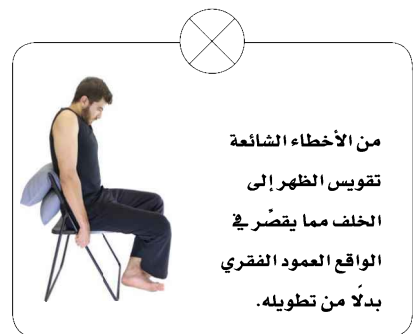 من الأخطاء الشائعة
تقويس الظهر إلى
الخلف مما يقصِّر في
الواقع العمود الفقري
بدلًا من تطويله.